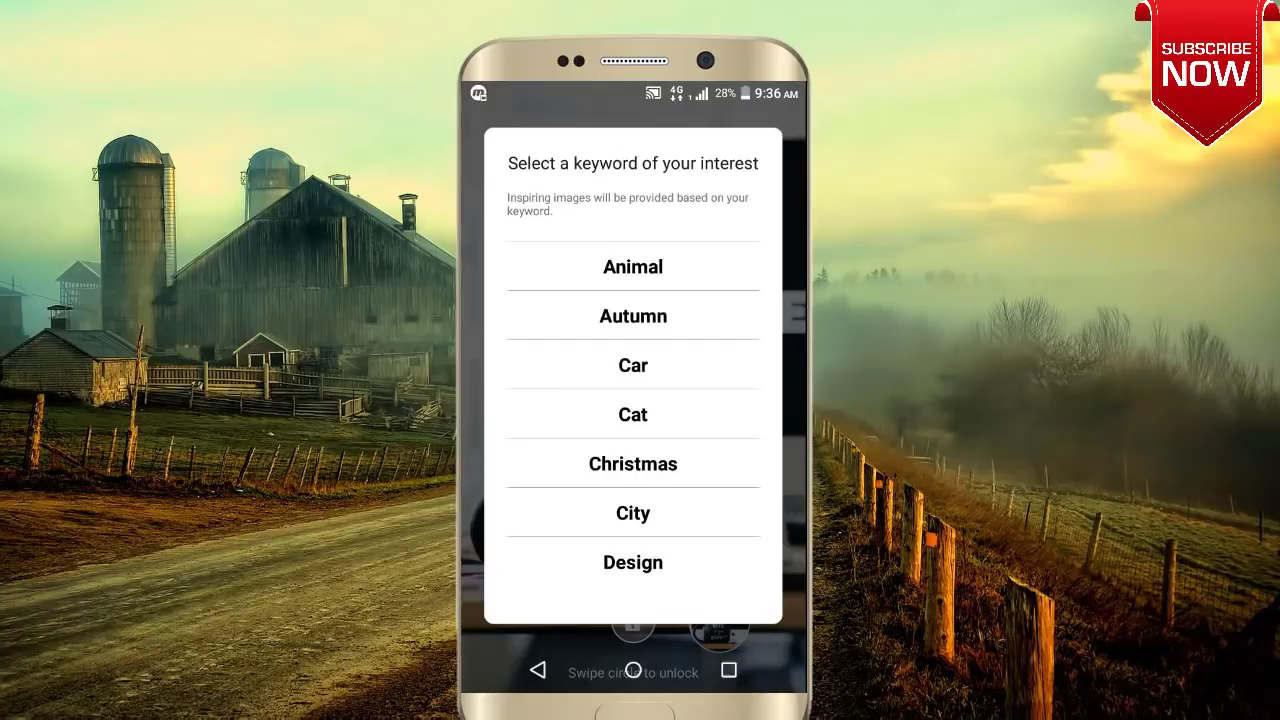 SUBSCRIBE
NOW
4G
1
28%
9:36 AM
Select a keyword of your interest
Inspiring images will be provided based on your
keyword.
Animal
Autumn
Car
Cat
Christmas
City
Design
Swipe circle to unlock